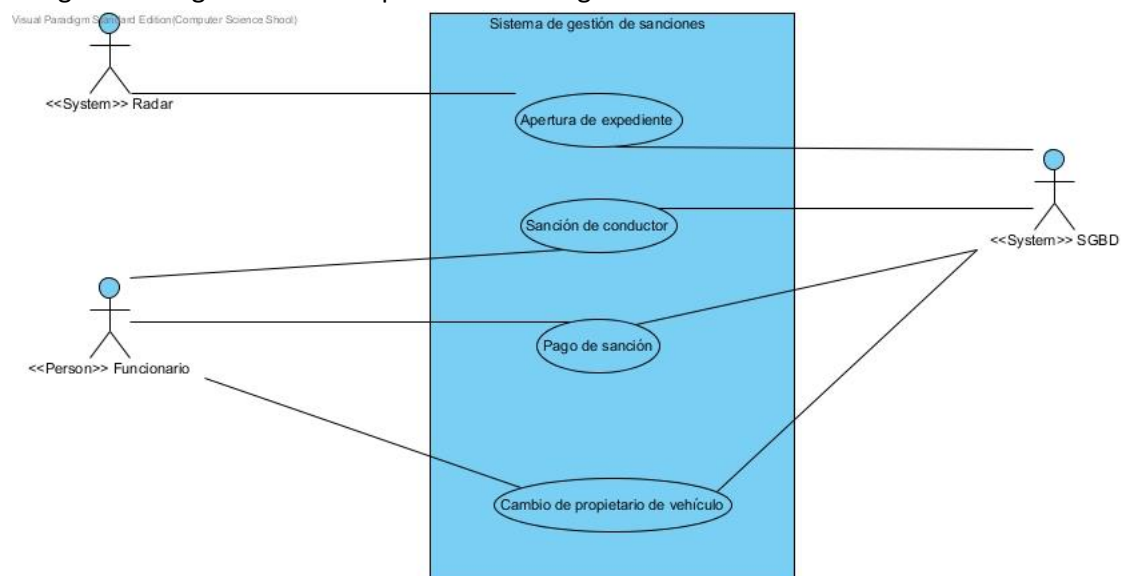 Visual Paradigm Standard Edition(Computer Science Shool)
Sistema de gestión de sanciones
<<System>> Radar
Apertura de expediente
Sanción de conductor
<<System>> SGBD
Pago de sanción
<<Person>> Funcionario
Cambio de propietario de vehículo